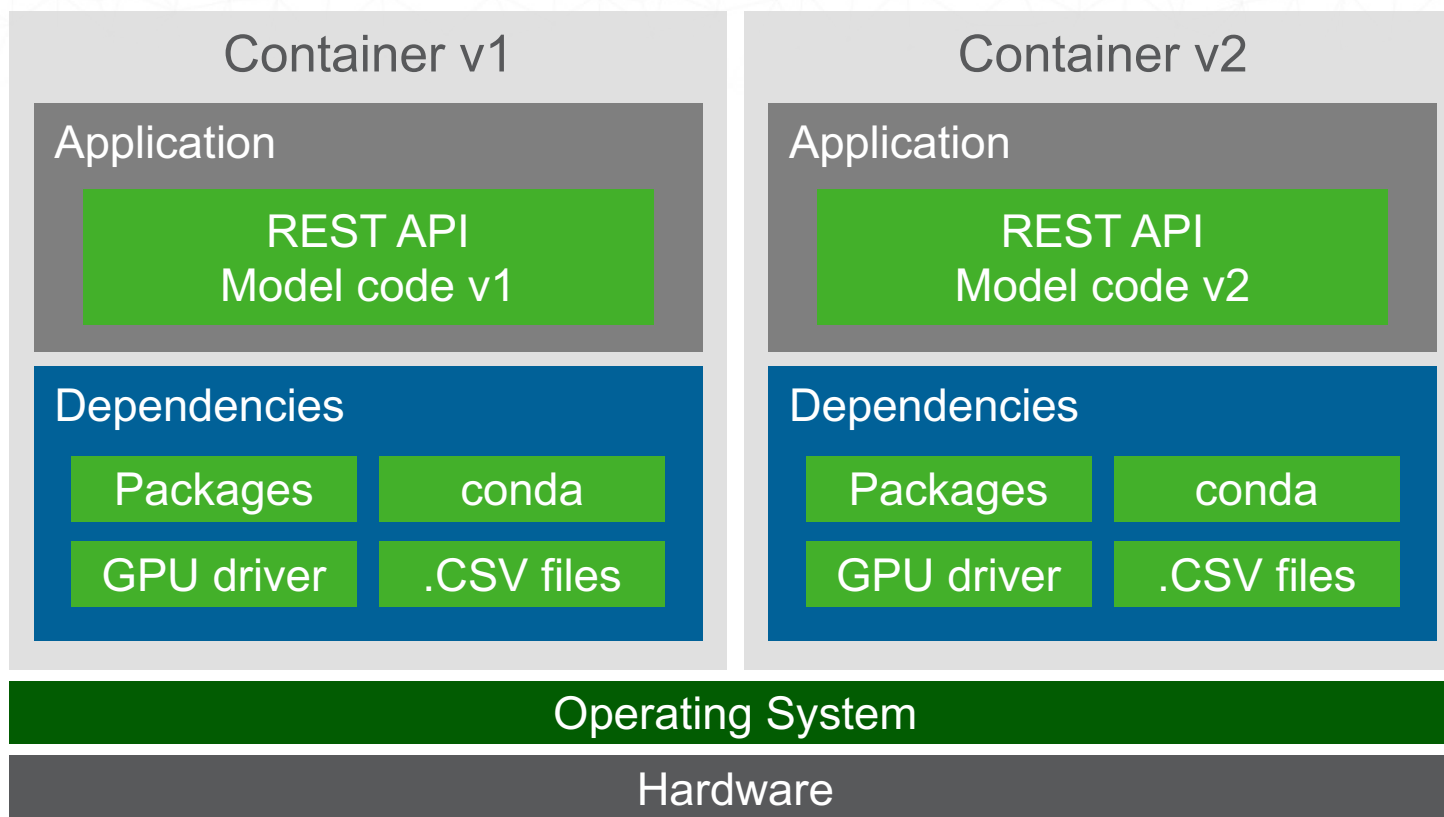 Container v1
Application
REST API
Model code v1
Dependencies
Packages
conda
GPU driver
.CSV files
Container v2
Application
REST API
Model code v2
Dependencies
Packages
conda
GPU driver
.CSV files
Operating System
Hardware